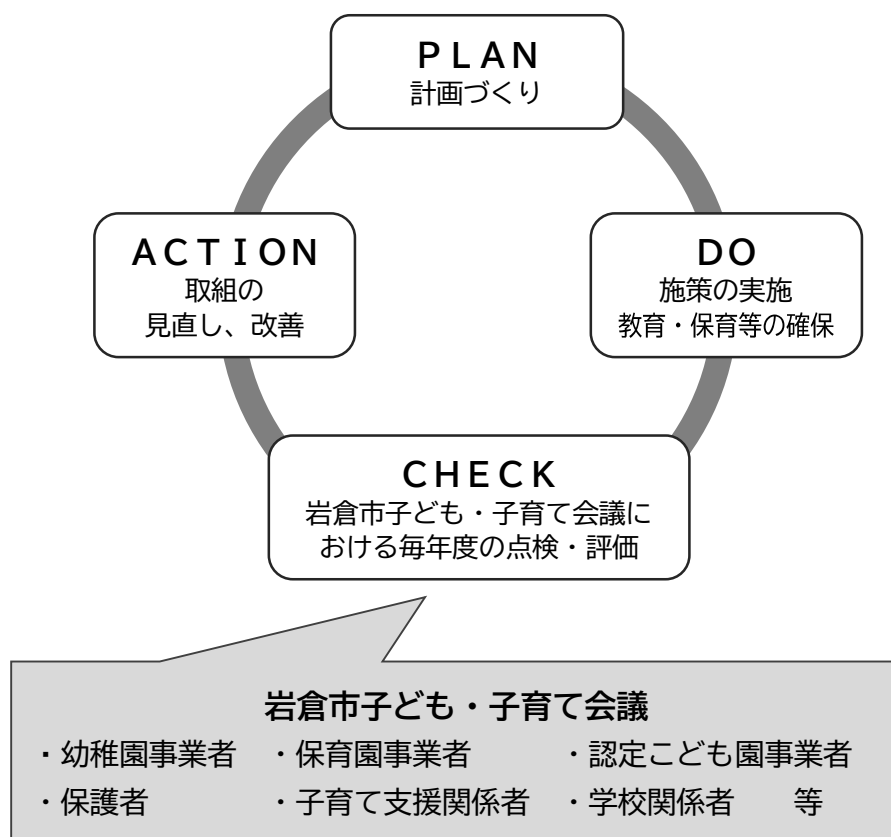 ＰＬＡＮ
計画づくり
ＡＣＴＩＯＮ
取組の
見直し、改善
ＤＯ
施策の実施
教育・保育等の確保
ＣＨＥＣＫ
岩倉市子ども・子育て会議に
おける毎年度の点検・評価
岩倉市子ども・子育て会議
・幼稚園事業者　・保育園事業者　・認定こども園事業者
・保護者　・子育て支援関係者　・学校関係者　等